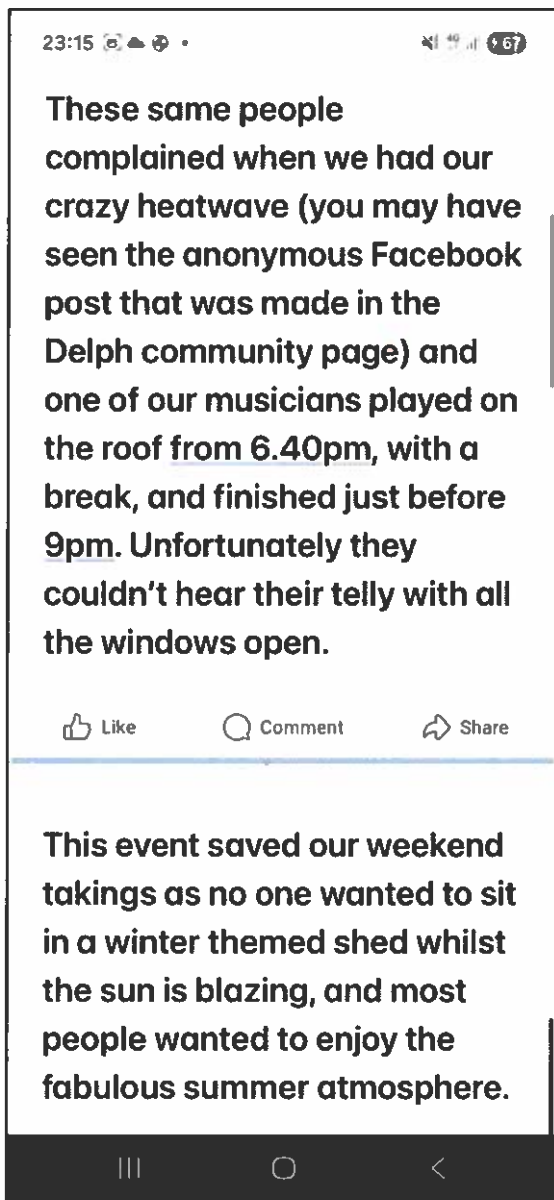 23:15
67
These same people
complained when we had our
crazy heatwave (you may have
seen the anonymous Facebook
post that was made in the
Delph community page) and
one of our musicians played on
the roof from 6.40pm, with a
break, and finished just before
9pm. Unfortunately they
couldn't hear their telly with all
the windows open.
Like Comment Share
This event saved our weekend
takings as no one wanted to sit
in a winter themed shed whilst
the sun is blazing, and most
people wanted to enjoy the
fabulous summer atmosphere.